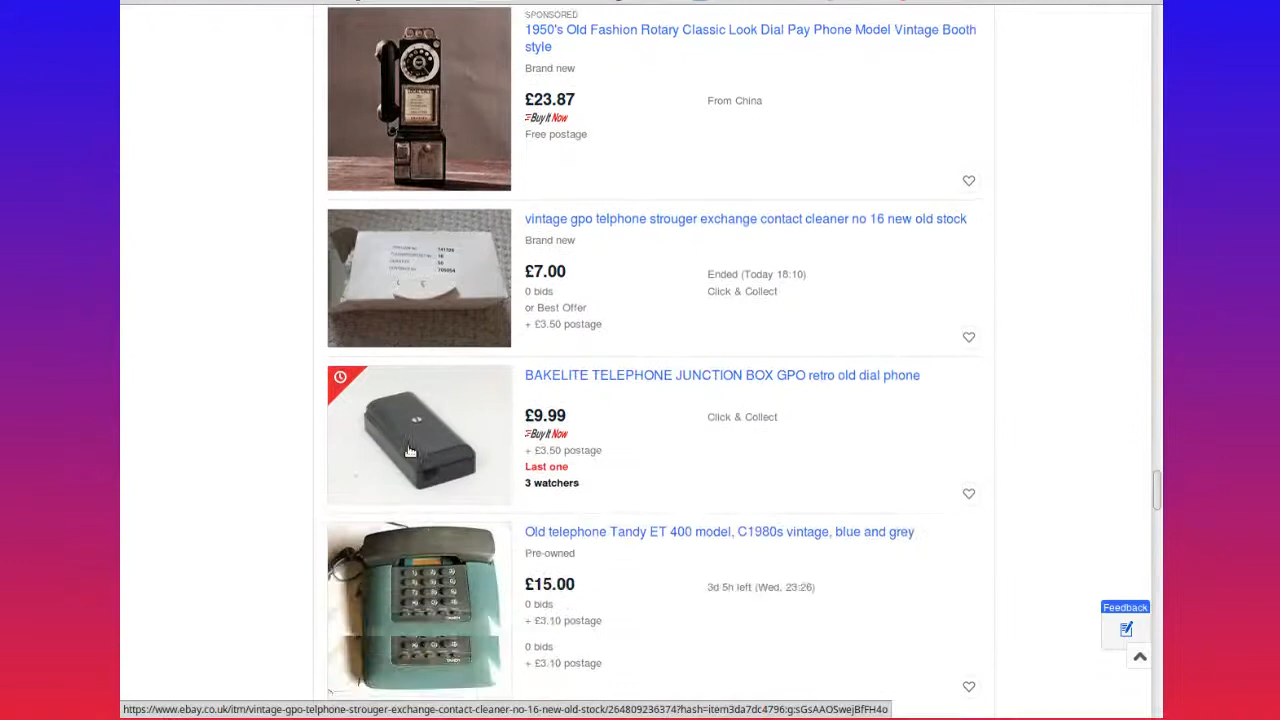 SPONSORED
1950's Old Fashion Rotary Classic Look Dial Pay Phone Model Vintage Booth
style
Brand new
£23.87
From China
Buy It Now
Free postage
vintage gpo telphone strouger exchange contact cleaner no 16 new old stock
Brand new
£7.00
Ended (Today 18:10)
0 bids
Click & Collect
or Best Offer
+ £3.50 postage
BAKELITE TELEPHONE JUNCTION BOX GPO retro old dial phone
£9.99
Click & Collect
Buy It Now
+ £3.50 postage
Last one
3 watchers
Old telephone Tandy ET 400 model, C1980s vintage, blue and grey
Pre-owned
£15.00
3d 5h left (Wed, 23:26)
0 bids
+ £3.10 postage
0 bids
+ £3.10 postage
Feedback
https://www.ebay.co.uk/itm/vintage-gpo-telphone-strouger-exchange-contact-cleaner-no-16-new-old-stock/264809236374?hash=item3da7dc4796:g:sGsAAOSwejBfFH4o